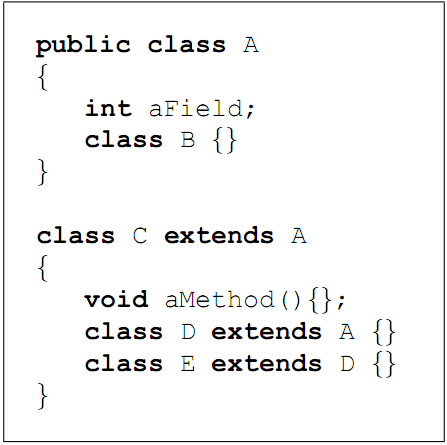 public class A
{
int aField;
class B {}
}
class C extends A
{
void aMethod(){};
class D extends A {}
class E extends D {}
}